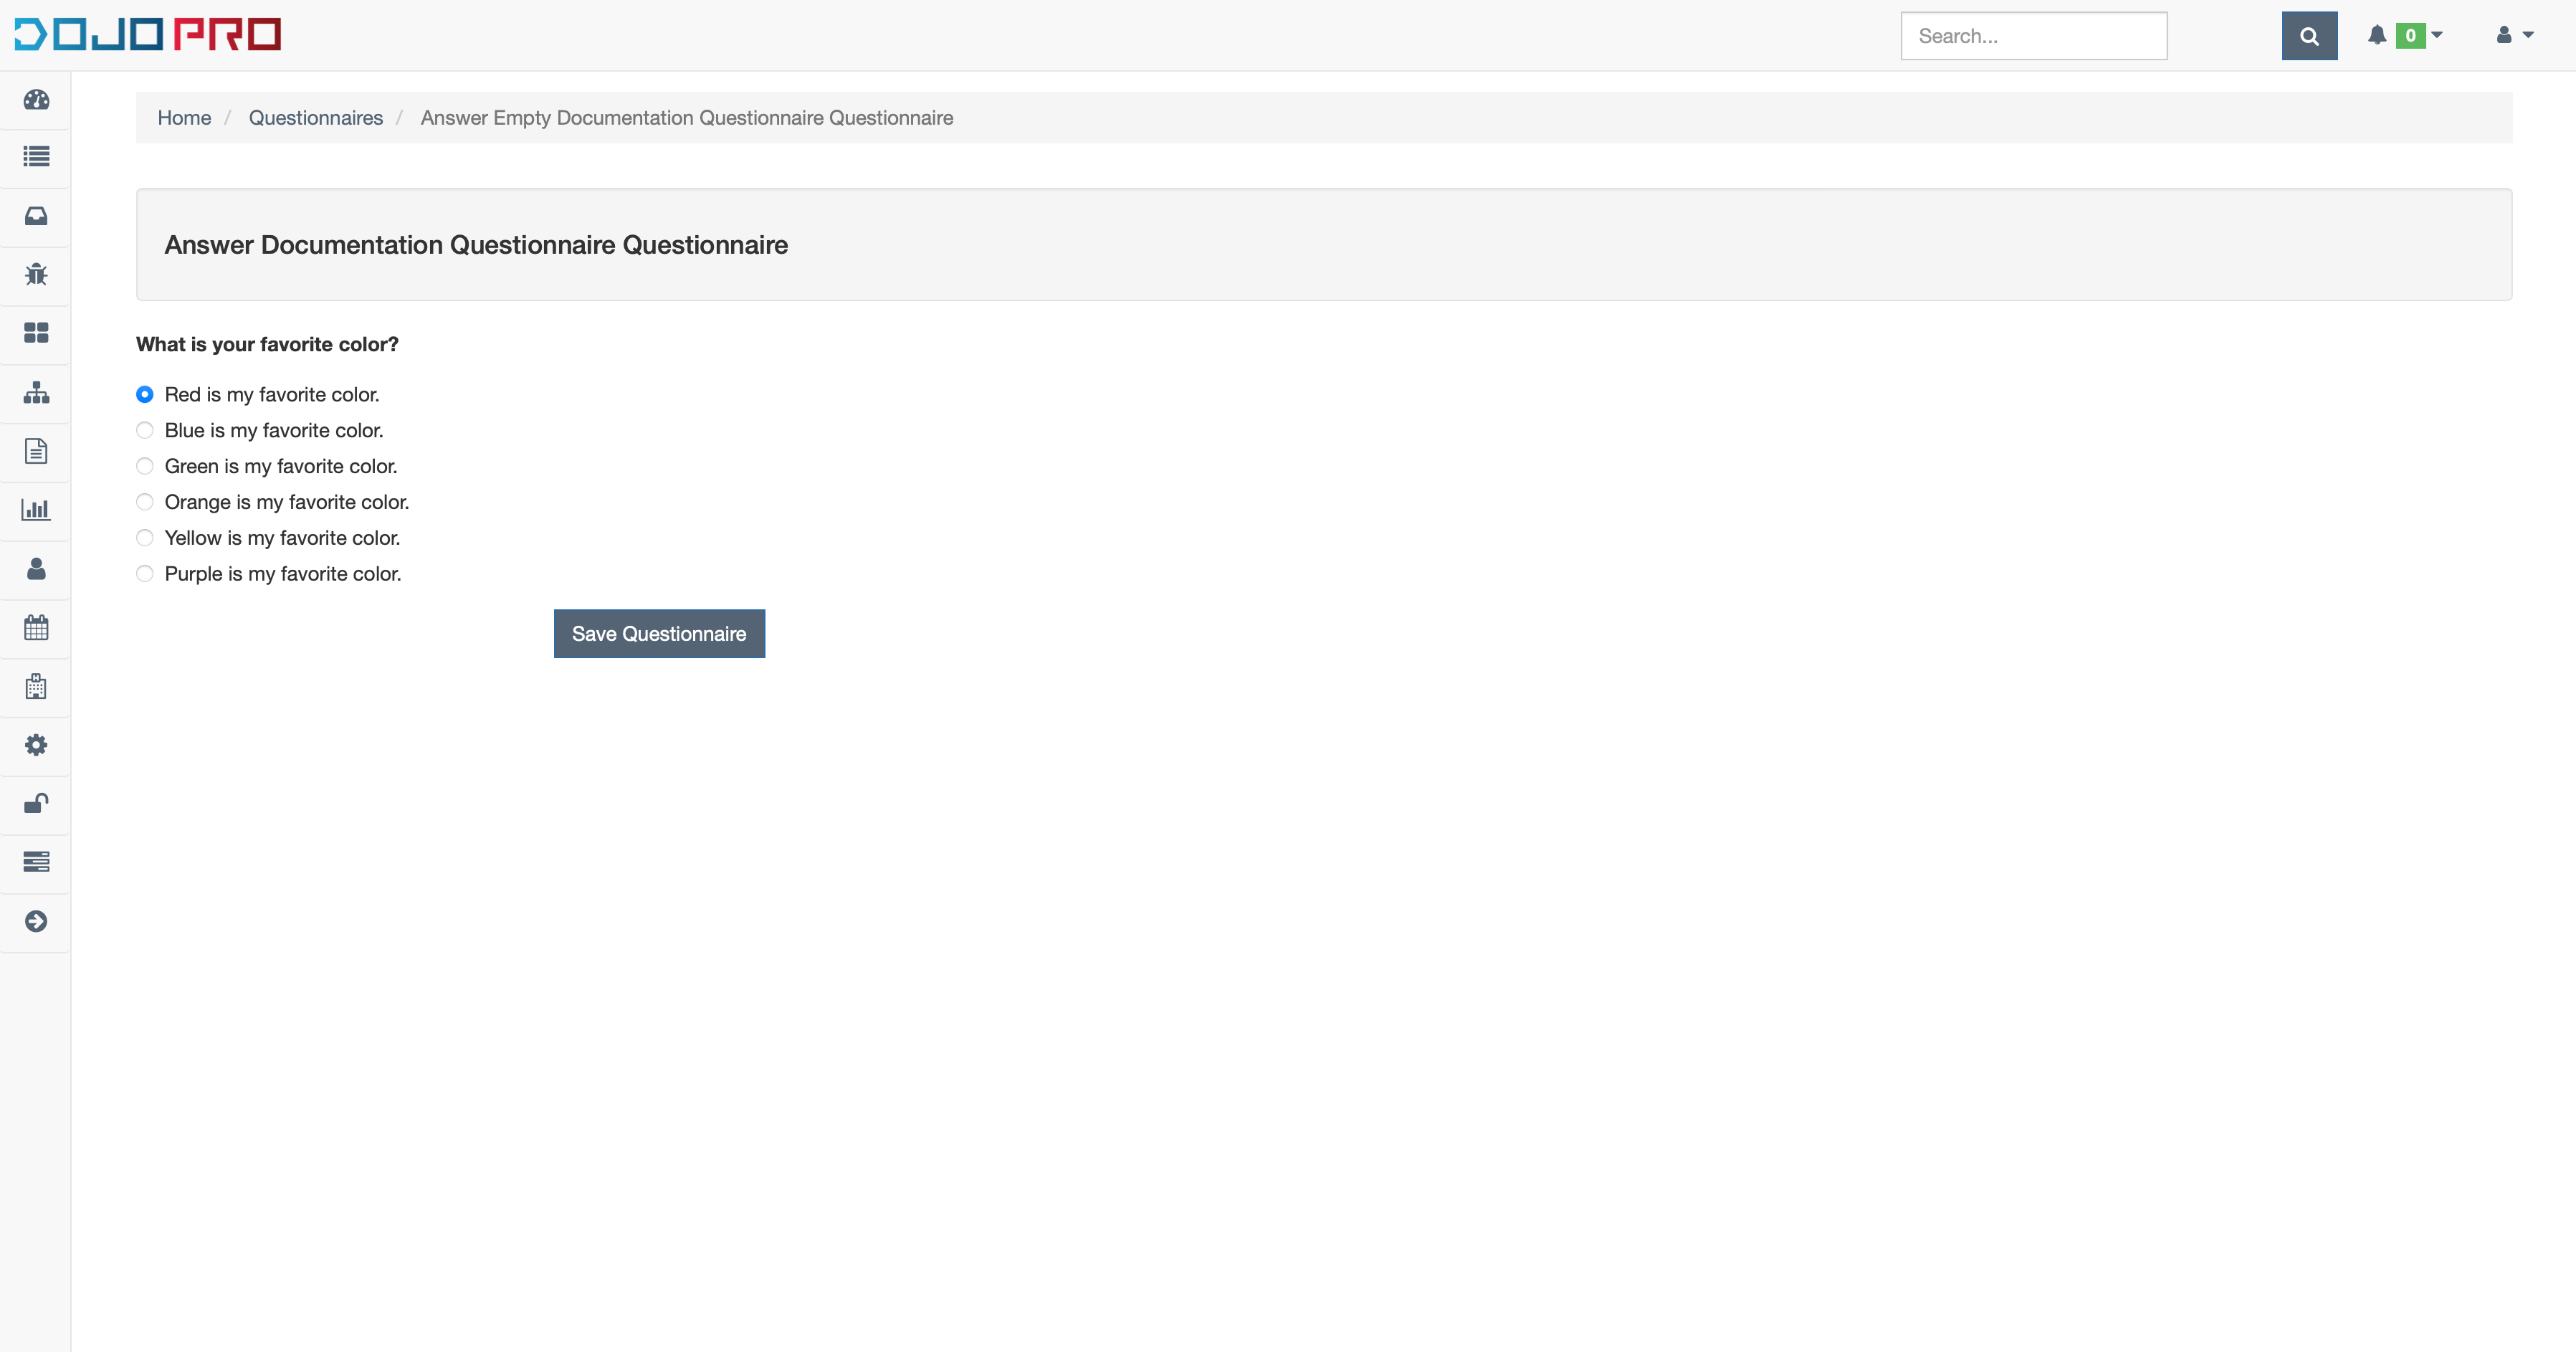 DOJO PRO
Search...
0
Home / Questionnaires / Answer Empty Documentation Questionnaire Questionnaire
Answer Documentation Questionnaire Questionnaire
What is your favorite color?
Red is my favorite color.
Blue is my favorite color.
Green is my favorite color.
Orange is my favorite color.
Yellow is my favorite color.
Purple is my favorite color.
Save Questionnaire